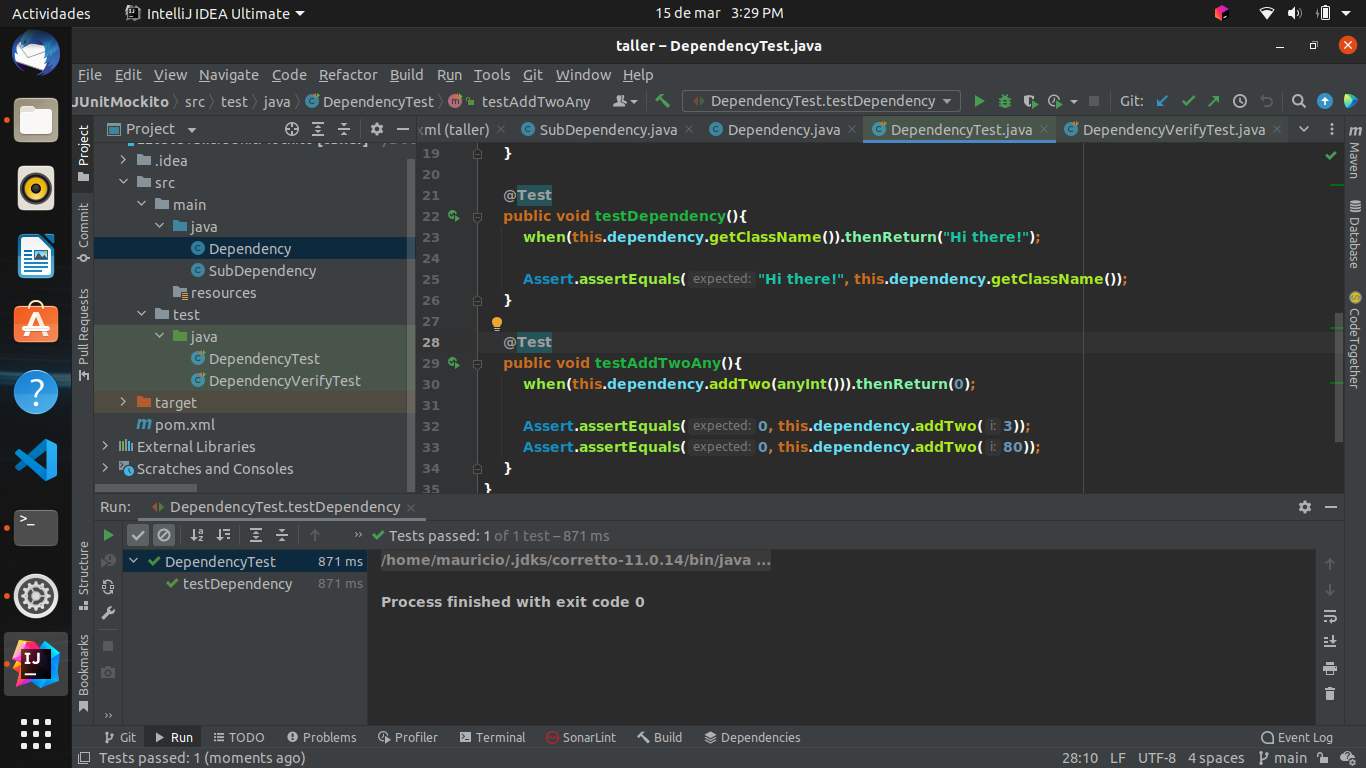 Actividades IntelliJ IDEA Ultimate 15 de mar 3:29 PM
taller – DependencyTest.java
File Edit View Navigate Code Refactor Build Run Tools Git Window Help
JUnitMockito src test java DependencyTest testAddTwoAny DependencyTest.testDependency Git:
Project
xml (taller) SubDependency.java Dependency.java DependencyTest.java DependencyVerifyTest.java
.idea
src
main
java
Dependency
SubDependency
resources
test
java
DependencyTest
DependencyVerifyTest
target
pom.xml
External Libraries
Scratches and Consoles
19 }
20
21 @Test
22 public void testDependency(){
23 when(this.dependency.getClassName()).thenReturn("Hi there!");
24
25 Assert.assertEquals( expected: "Hi there!", this.dependency.getClassName());
26 }
27
28 @Test
29 public void testAddTwoAny(){
30 when(this.dependency.addTwo(anyInt())).thenReturn(0);
31
32 Assert.assertEquals( expected: 0, this.dependency.addTwo( i: 3));
33 Assert.assertEquals( expected: 0, this.dependency.addTwo( i: 80));
34 }
35 }
Project
Commit
Pull Requests
Structure
Bookmarks
Maven
Database
CodeTogether
Run: DependencyTest.testDependency
Tests passed: 1 of 1 test – 871 ms
DependencyTest 871 ms
testDependency 871 ms
/home/mauricio/.jdks/corretto-11.0.14/bin/java ...
Process finished with exit code 0
Git Run TODO Problems Profiler Terminal SonarLint Build Dependencies Event Log
Tests passed: 1 (moments ago) 28:10 LF UTF-8 4 spaces main